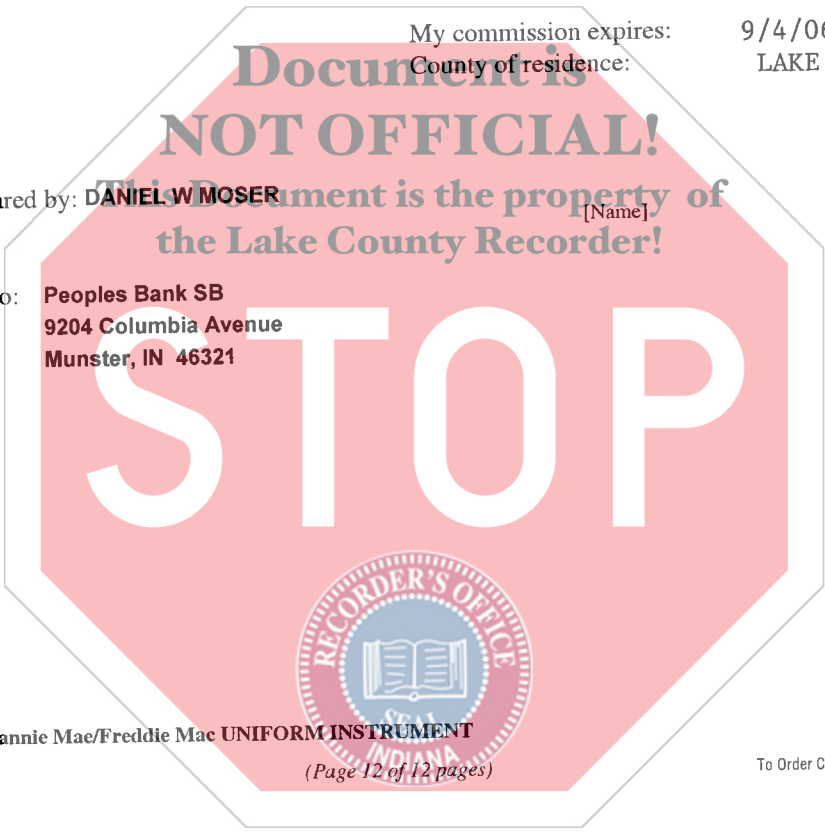 My commission expires: 9/4/06
County of residence: LAKE
Document is
NOT OFFICIAL!
This Document is the property of
the Lake County Recorder!
ared by: DANIEL W MOSER
[Name]
o: Peoples Bank SB
9204 Columbia Avenue
Munster, IN 46321
STOP
RECORDER'S OFFICE
SEAL
INDIANA
annie Mae/Freddie Mac UNIFORM INSTRUMENT
(Page 12 of 12 pages)
To Order C